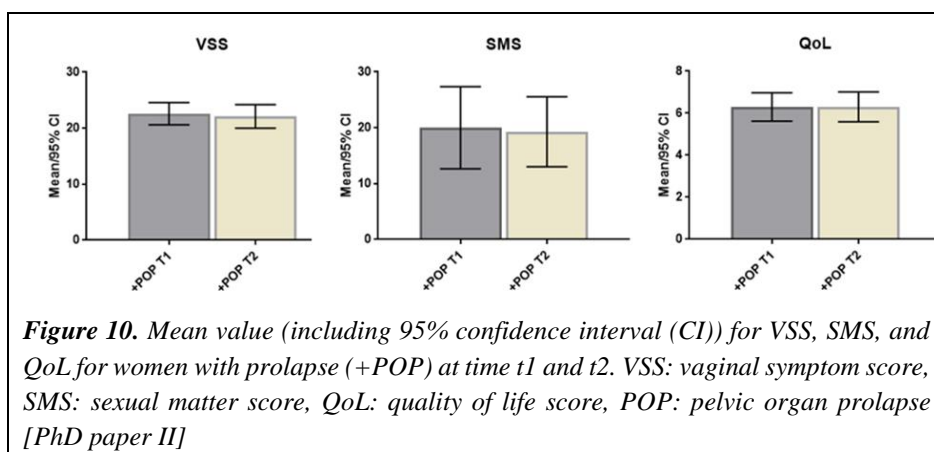 VSS
Mean/95% CI
30
20
10
0
+POP T1
+POP T2
SMS
Mean/95% CI
30
20
10
0
+POP T1
+POP T2
QoL
Mean/95% CI
8
6
4
2
0
+POP T1
+POP T2
Figure 10. Mean value (including 95% confidence interval (CI)) for VSS, SMS, and
QoL for women with prolapse (+POP) at time t1 and t2. VSS: vaginal symptom score,
SMS: sexual matter score, QoL: quality of life score, POP: pelvic organ prolapse
[PhD paper II]